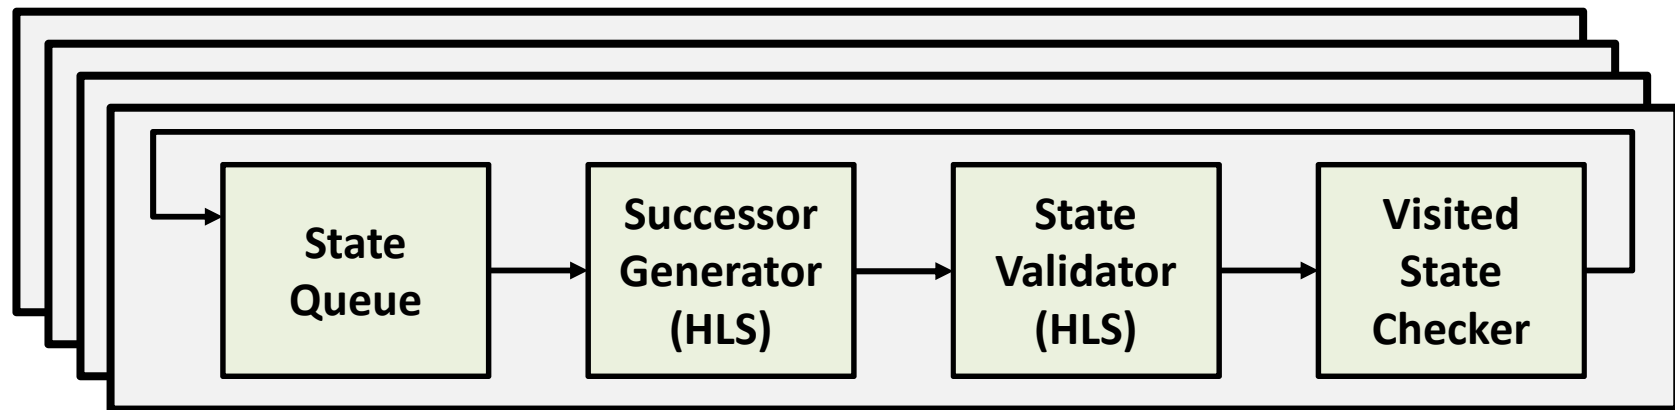 State
Queue
Successor
Generator
(HLS)
State
Validator
(HLS)
Visited
State
Checker